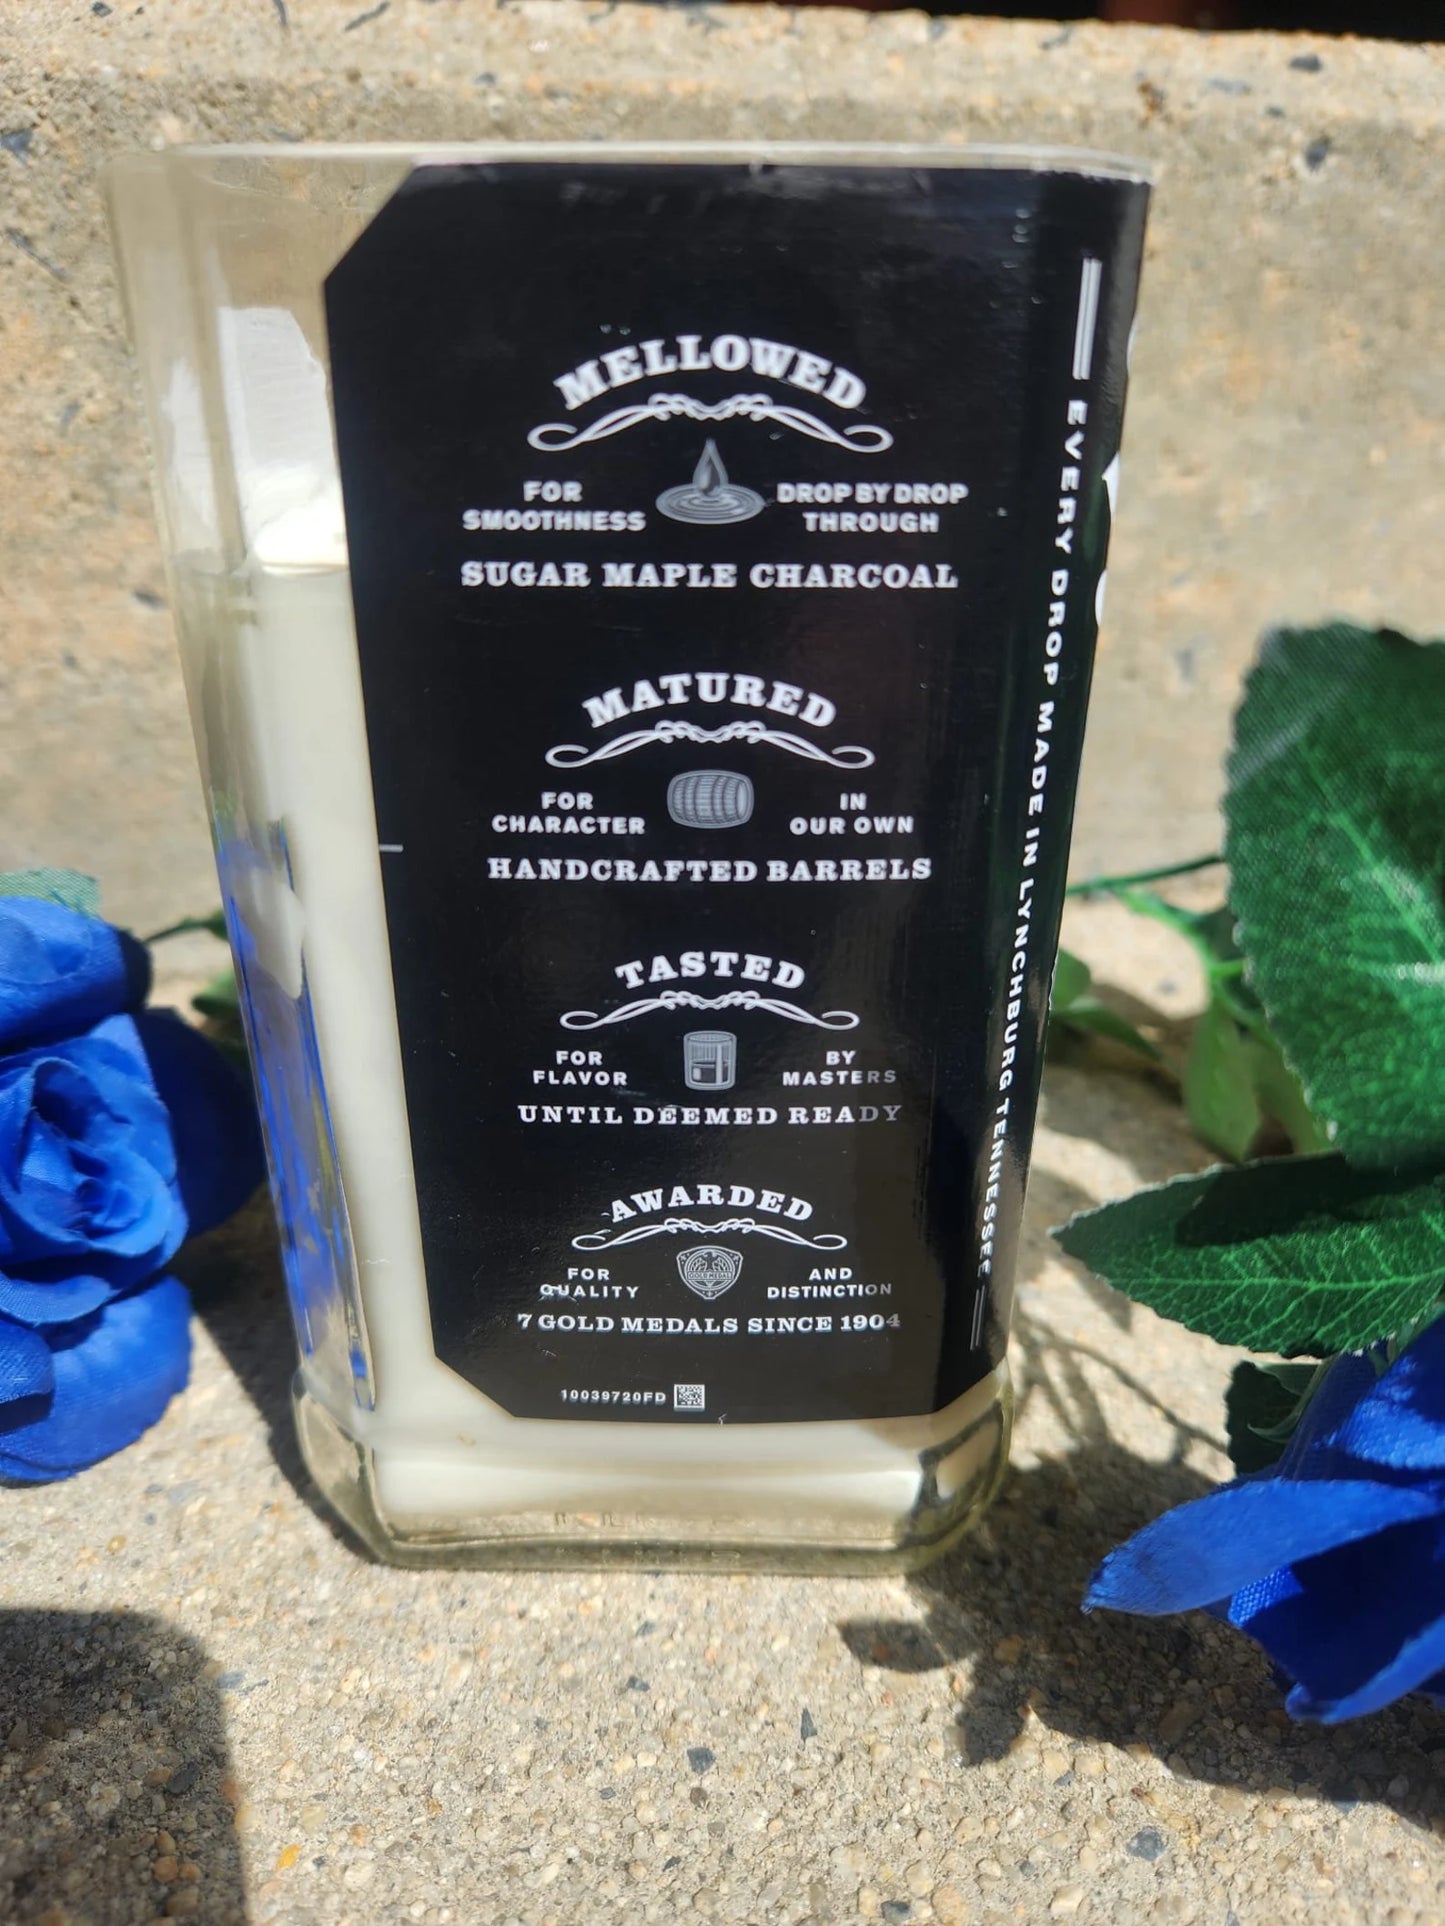 MELLOWED
FOR SMOOTHNESS
DROP BY DROP THROUGH
SUGAR MAPLE CHARCOAL
MATURED
FOR CHARACTER
IN OUR OWN
HANDCRAFTED BARRELS
TASTED
FOR FLAVOR
BY MASTERS
UNTIL DEEMED READY
AWARDED
FOR QUALITY
GOLD MEDAL
AND DISTINCTION
7 GOLD MEDALS SINCE 1904
10039720FD
EVERY DROP MADE IN LYNCHBURG TENNESSEE